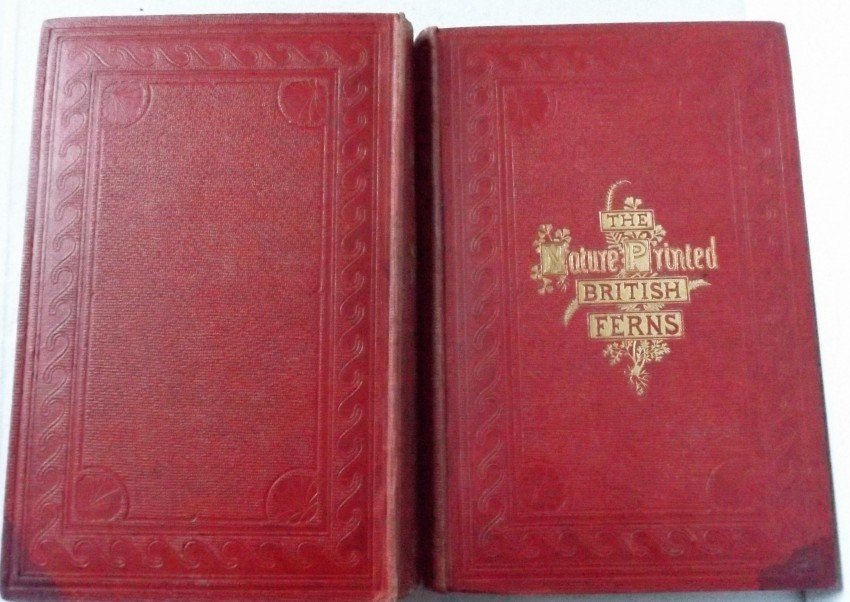 THE
Nature-Printed
BRITISH
FERNS